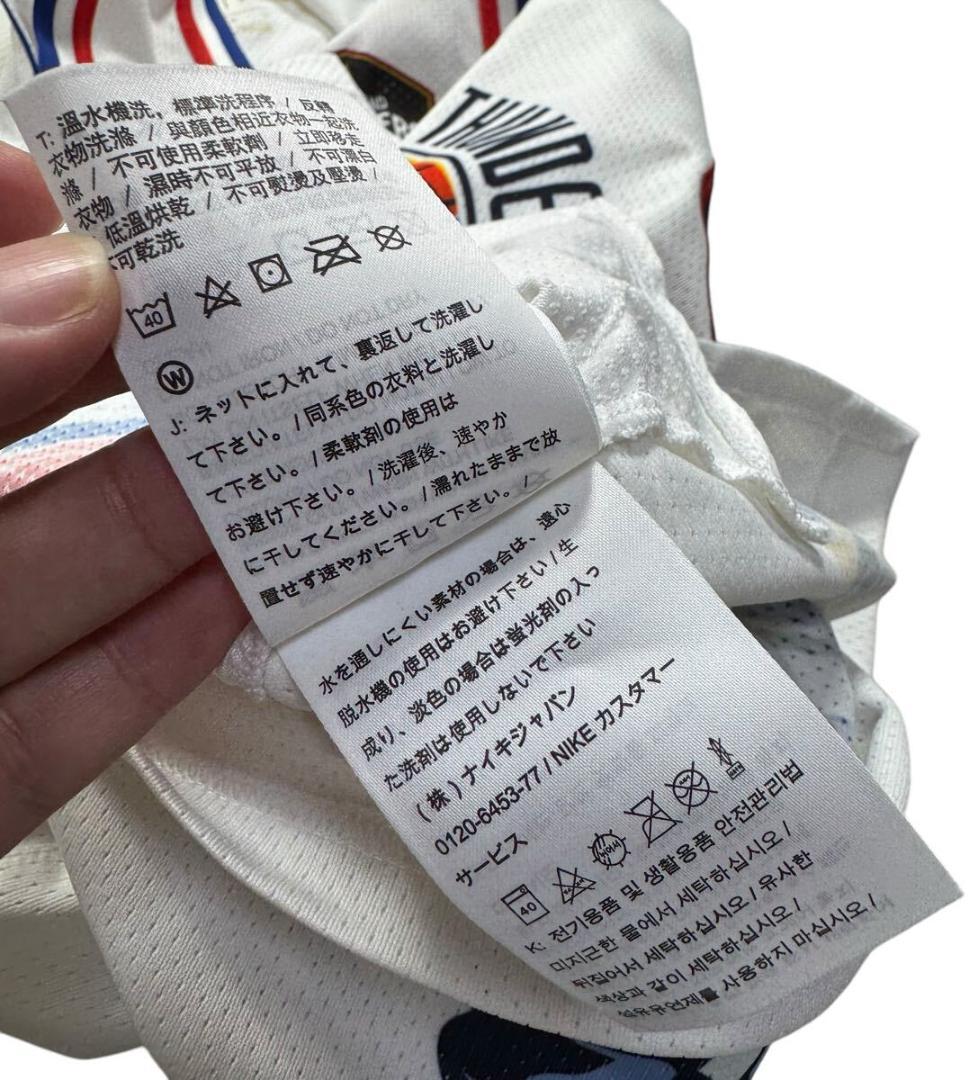 THUNDE
T: 溫水機洗，標準洗程序 / 反轉
衣物洗滌 / 與顏色相近衣物一起洗
滌 / 不可使用柔軟劑 / 立即移走
衣物 / 濕時不可平放 / 不可漂白
低溫烘乾 / 不可熨燙及壓燙 /
不可乾洗
40
W
J: ネットに入れて、裏返して洗濯し
て下さい。/同系色の衣料と洗濯し
て下さい。/柔軟剤の使用は
お避け下さい。/洗濯後、速やか
に干してください。/濡れたままで放
置せず速やかに干して下さい。/
水を通しにくい素材の場合は、遠心
脱水機の使用はお避け下さい/生
成り、淡色の場合は蛍光剤の入っ
た洗剤は使用しないで下さい
(株)ナイキジャパン
0120-6453-77/NIKE カスタマー
サービス
40
K: 전기용품 및 생활용품 안전관리법
미지근한 물에서 세탁하십시오 /
뒤집어서 세탁하십시오 / 유사한
색상과 같이 세탁하십시오 /
섬유유연제를 사용하지 마십시오 /